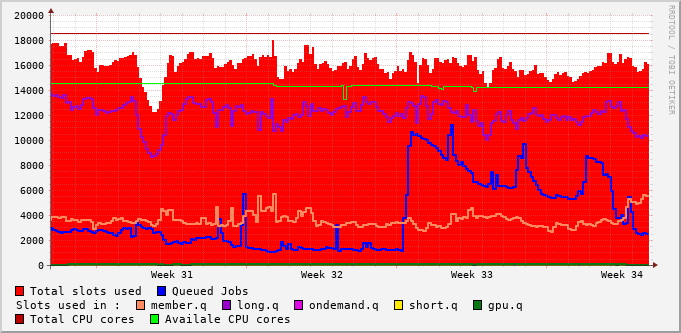 20000
18000
16000
14000
12000
10000
8000
6000
4000
2000
0
Week 31 Week 32 Week 33 Week 34
RRDTOOL / TOBI OETIKER
Total slots used Queued Jobs
Slots used in : member.q long.q ondemand.q short.q gpu.q
Total CPU cores Availale CPU cores